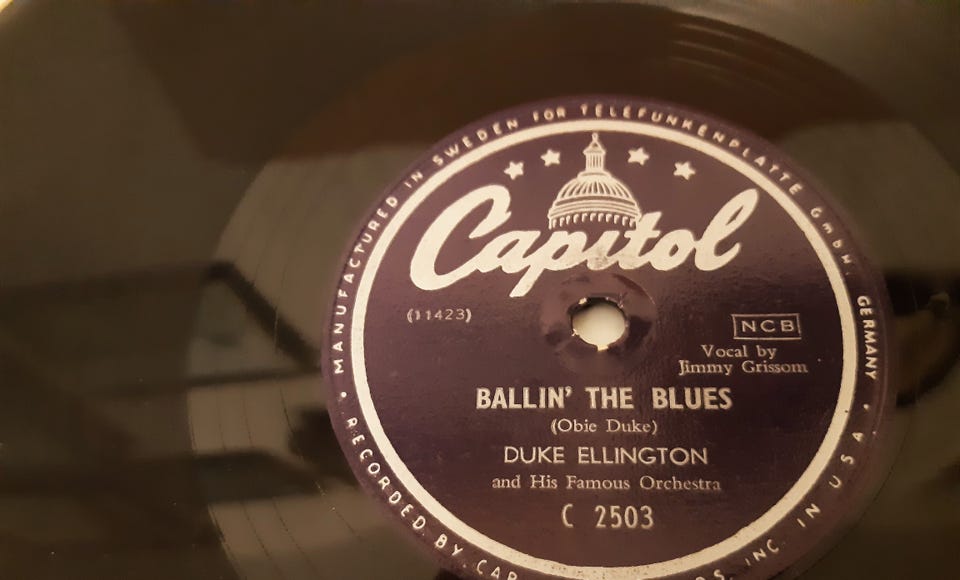 MANUFACTURED IN SWEDEN FOR TELEFUNKENPLATTE GmbH. GERMANY
Capitol
(11423)
NCB
Vocal by
Jimmy Grissom
BALLIN' THE BLUES
(Obie Duke)
DUKE ELLINGTON
and His Famous Orchestra
C 2503
RECORDED BY INC. IN USA